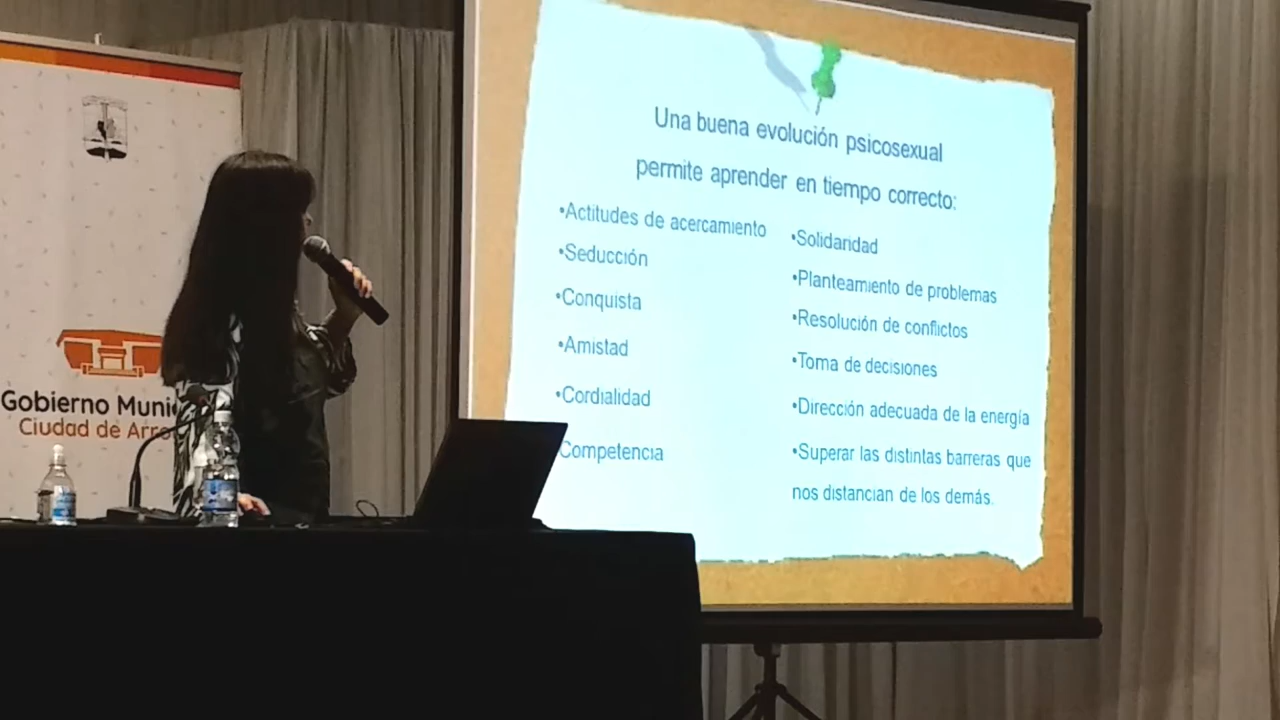 Una buena evolución psicosexual
permite aprender en tiempo correcto:
•Actitudes de acercamiento
•Seducción
•Conquista
•Amistad
•Cordialidad
Competencia
•Solidaridad
•Planteamiento de problemas
•Resolución de conflictos
•Toma de decisiones
•Dirección adecuada de la energía
•Superar las distintas barreras que
nos distancian de los demás.
Gobierno Muni
Ciudad de Arro